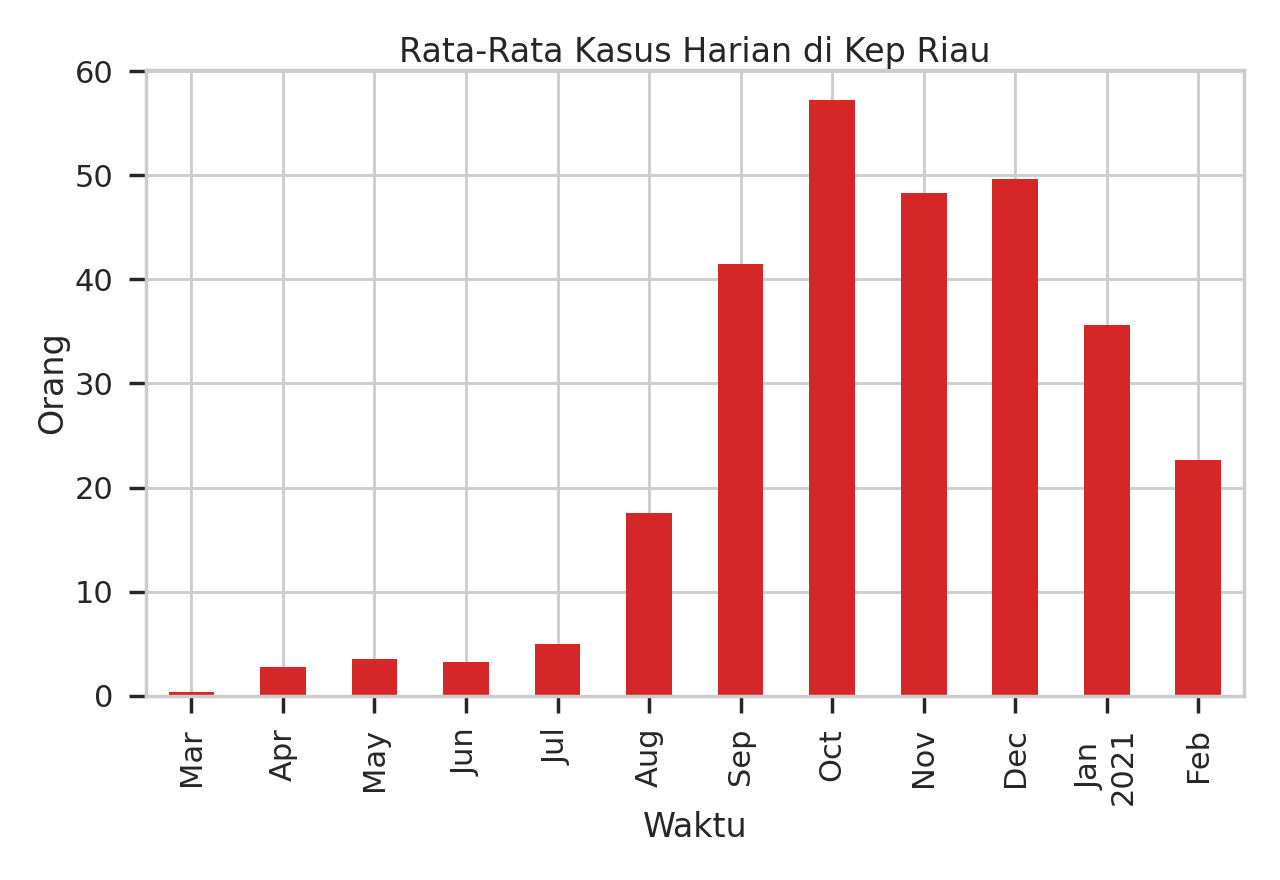 Rata-Rata Kasus Harian di Kep Riau
60
50
40
30
20
10
0
Orang
Mar
Apr
May
Jun
Jul
Aug
Sep
Oct
Nov
Dec
Jan
2021
Feb
Waktu